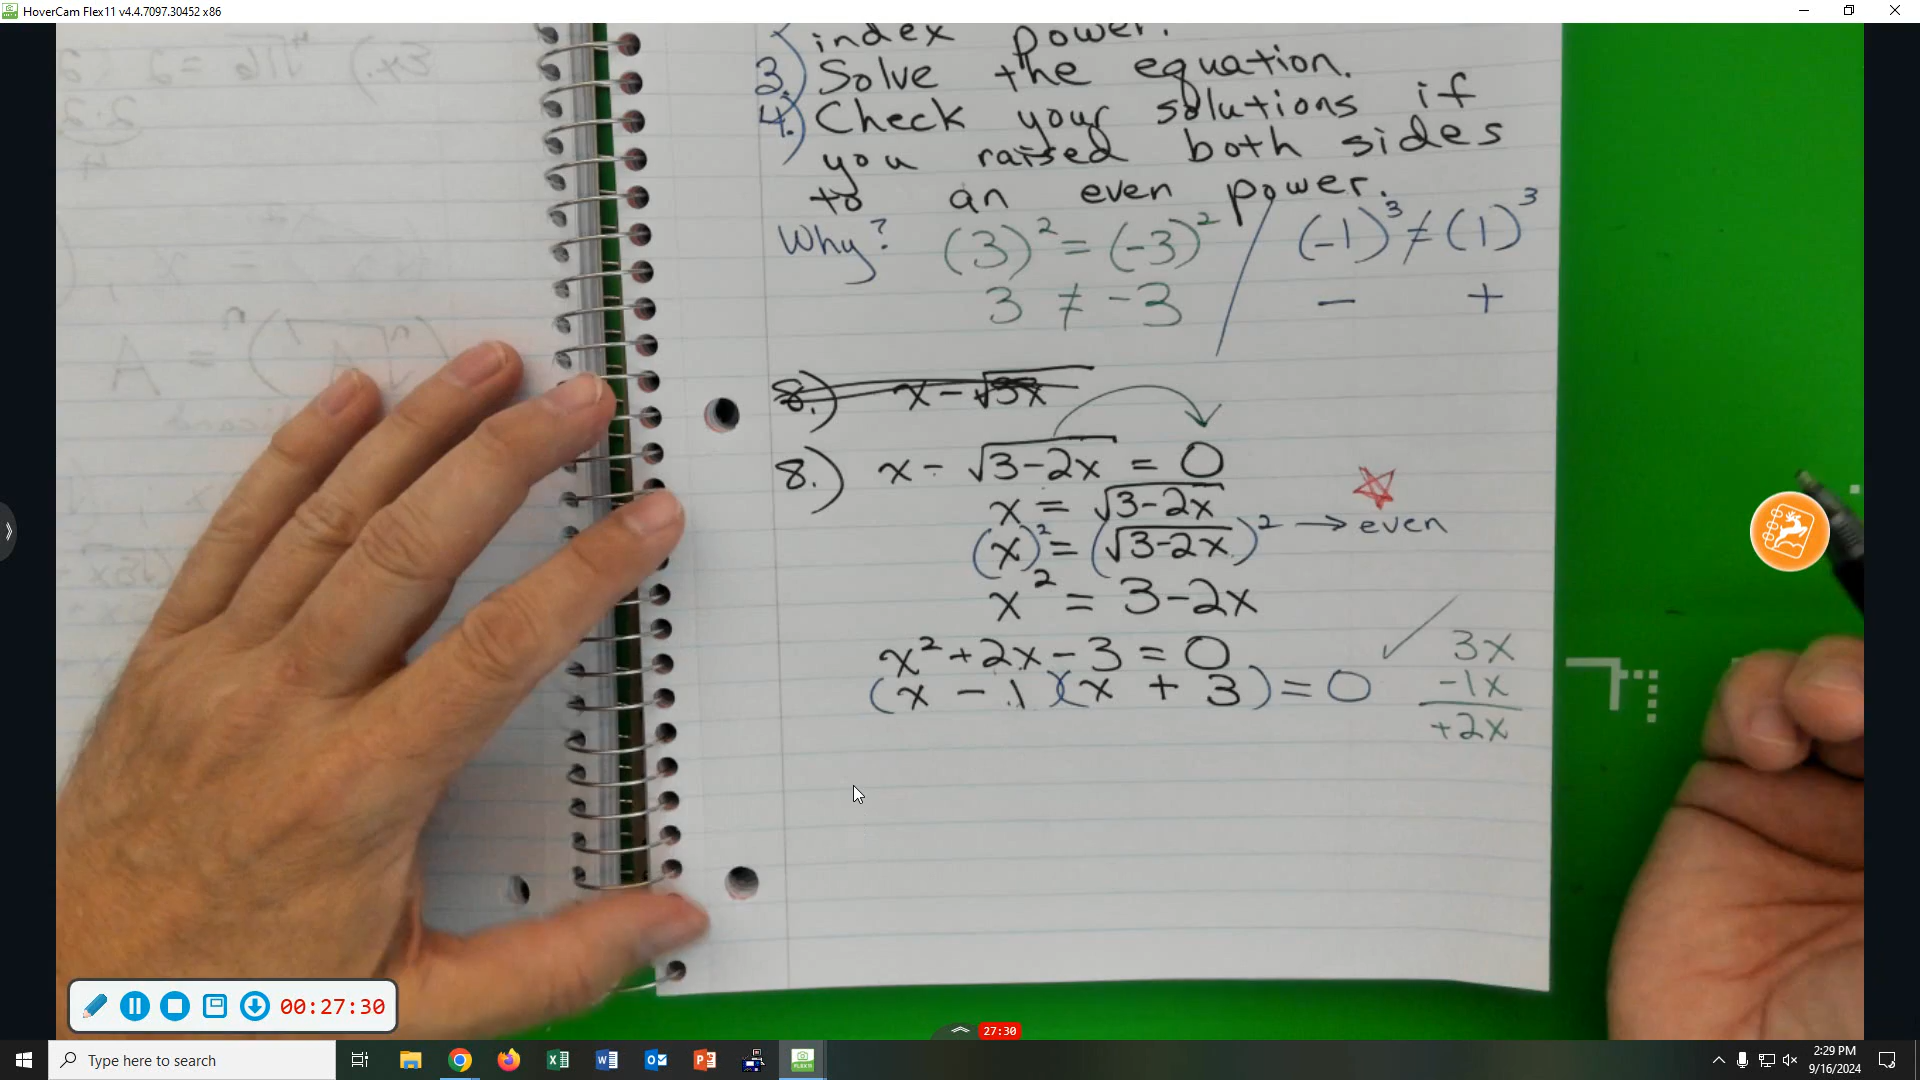 HoverCam Flex11 v4.4.7097.30452 x86
index power.
3.) Solve the equation.
4.) Check your solutions if
you raised both sides
to an even power.
Why? (3)² = (-3)² / (-1)³ ≠ (1)³
3 ≠ -3 - +
8.) x - √3x
8.) x - √3-2x = 0
x = √3-2x
(x)² = (√3-2x)² → even
x² = 3-2x
x²+2x-3 = 0
(x - 1)(x + 3) = 0
✓ 3x
-1x
+2x
00:27:30
27:30
Type here to search
2:29 PM
9/16/2024